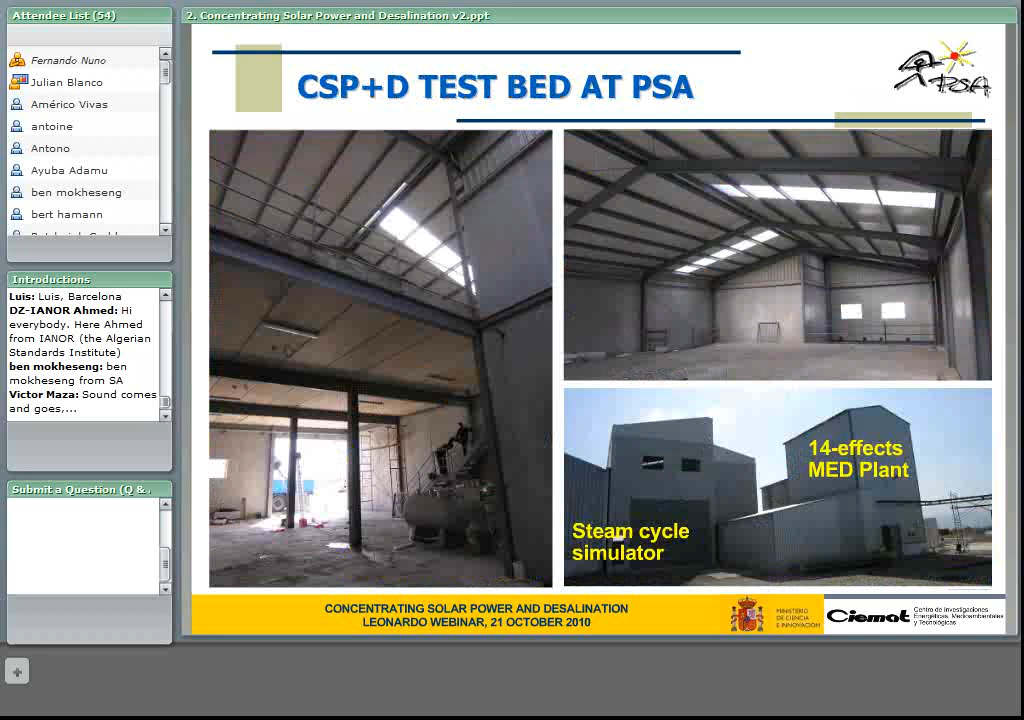 Attendee List (54)
Fernando Nuno
Julian Blanco
Américo Vivas
antoine
Antono
Ayuba Adamu
ben mokheseng
bert hamann
Introductions
Luis: Luis, Barcelona
DZ-IANOR Ahmed: Hi
everybody. Here Ahmed
from IANOR (the Algerian
Standards Institute)
ben mokheseng: ben
mokheseng from SA
Victor Maza: Sound comes
and goes,...
Submit a Question (Q &
2. Concentrating Solar Power and Desalination v2.ppt
CSP+D TEST BED AT PSA
PSA
14-effects
MED Plant
Steam cycle
simulator
CONCENTRATING SOLAR POWER AND DESALINATION
LEONARDO WEBINAR, 21 OCTOBER 2010
MINISTERIO
DE CIENCIA
E INNOVACIÓN
Ciemat
Centro de Investigaciones
Energéticas, Medioambientales
y Tecnológicas